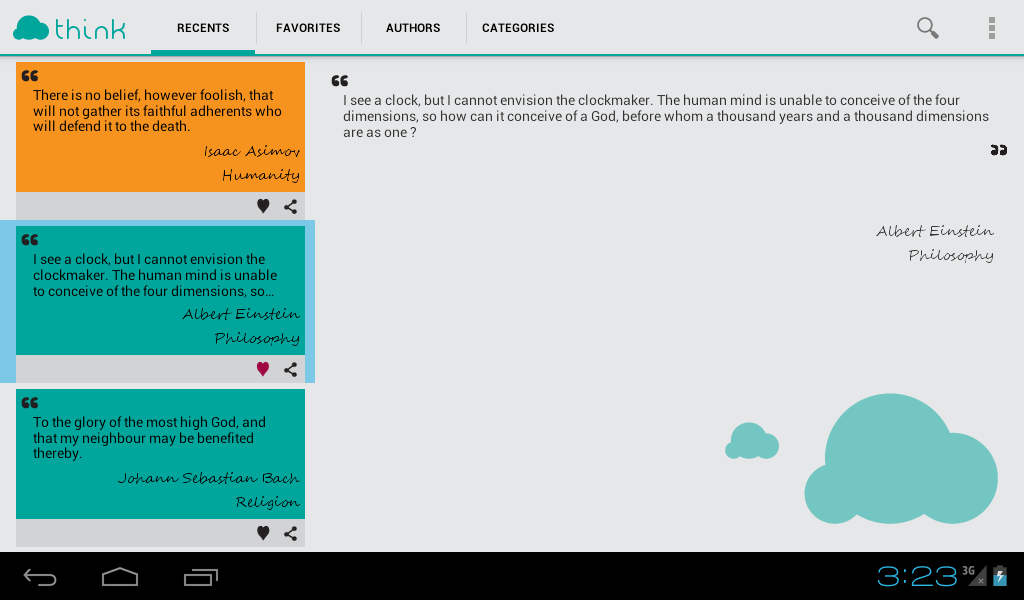 think
RECENTS
FAVORITES
AUTHORS
CATEGORIES
“
There is no belief, however foolish, that
will not gather its faithful adherents who
will defend it to the death.
Isaac Asimov
Humanity
“
I see a clock, but I cannot envision the
clockmaker. The human mind is unable
to conceive of the four dimensions, so...
Albert Einstein
Philosophy
“
To the glory of the most high God, and
that my neighbour may be benefited
thereby.
Johann Sebastian Bach
Religion
“
I see a clock, but I cannot envision the clockmaker. The human mind is unable to conceive of the four
dimensions, so how can it conceive of a God, before whom a thousand years and a thousand dimensions
are as one ?
”
Albert Einstein
Philosophy
3:23
3G